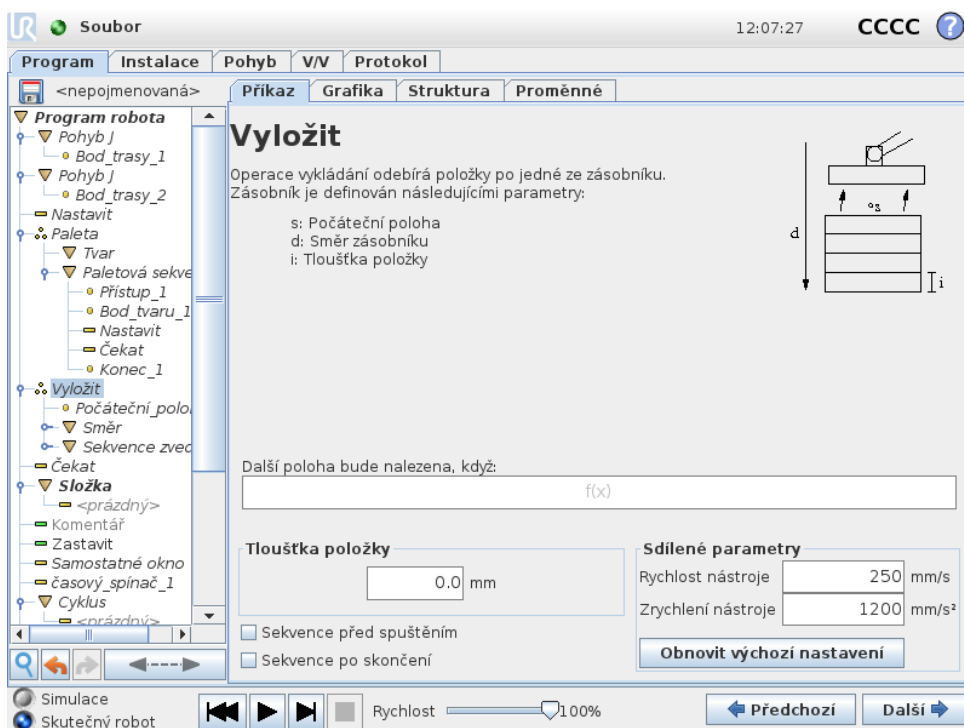 UR Soubor 12:07:27 CCCC ?
Program Instalace Pohyb V/V Protokol
<nepojmenovaná> Příkaz Grafika Struktura Proměnné
Program robota
Pohyb J
Bod_trasy_1
Pohyb J
Bod_trasy_2
Nastavit
Paleta
Tvar
Paletová sekve
Přístup_1
Bod_tvaru_1
Nastavit
Čekat
Konec_1
Vyložit
Počáteční_polo
Směr
Sekvence zved
Čekat
Složka
<prázdný>
Komentář
Zastavit
Samostatné okno
časový_spínač_1
Cyklus
<prázdný>
Vyložit
Operace vykládání odebírá položky po jedné ze zásobníku.
Zásobník je definován následujícími parametry:
s: Počáteční poloha
d: Směr zásobníku
i: Tloušťka položky
d
s
i
Další poloha bude nalezena, když:
f(x)
Tloušťka položky
0.0 mm
Sekvence před spuštěním
Sekvence po skončení
Sdílené parametry
Rychlost nástroje 250 mm/s
Zrychlení nástroje 1200 mm/s²
Obnovit výchozí nastavení
Simulace
Skutečný robot
Rychlost 100%
Předchozí Další